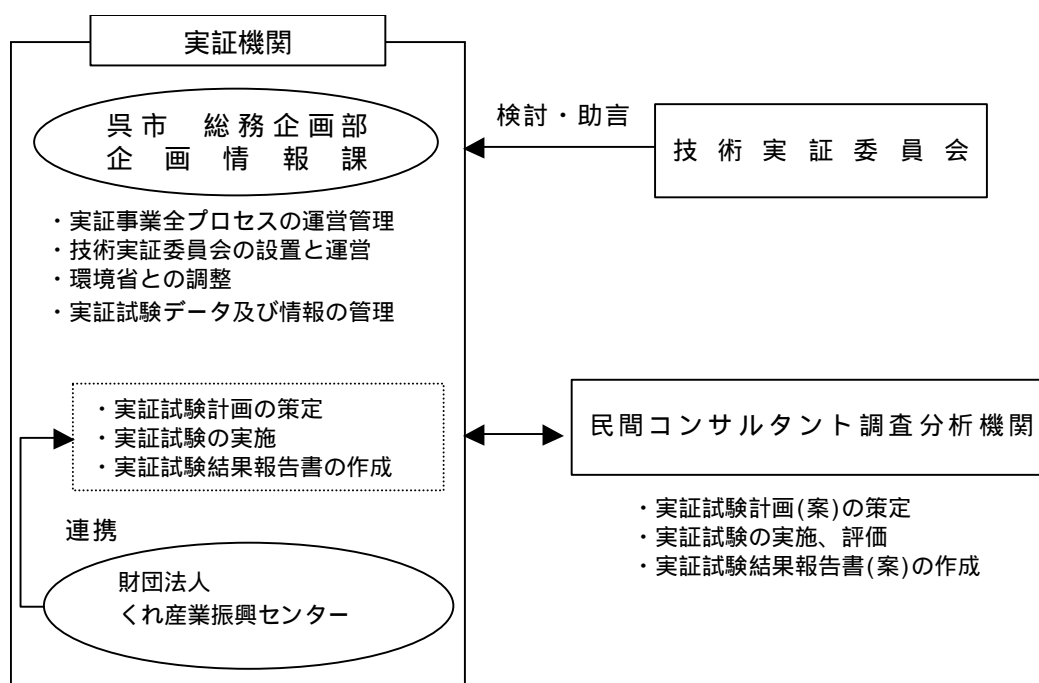 実証機関
呉市 総務企画部
企画情報課
・実証事業全プロセスの運営管理
・技術実証委員会の設置と運営
・環境省との調整
・実証試験データ及び情報の管理
検討・助言
技術実証委員会
・実証試験計画の策定
・実証試験の実施
・実証試験結果報告書の作成
連携
財団法人
くれ産業振興センター
民間コンサルタント調査分析機関
・実証試験計画(案)の策定
・実証試験の実施、評価
・実証試験結果報告書(案)の作成